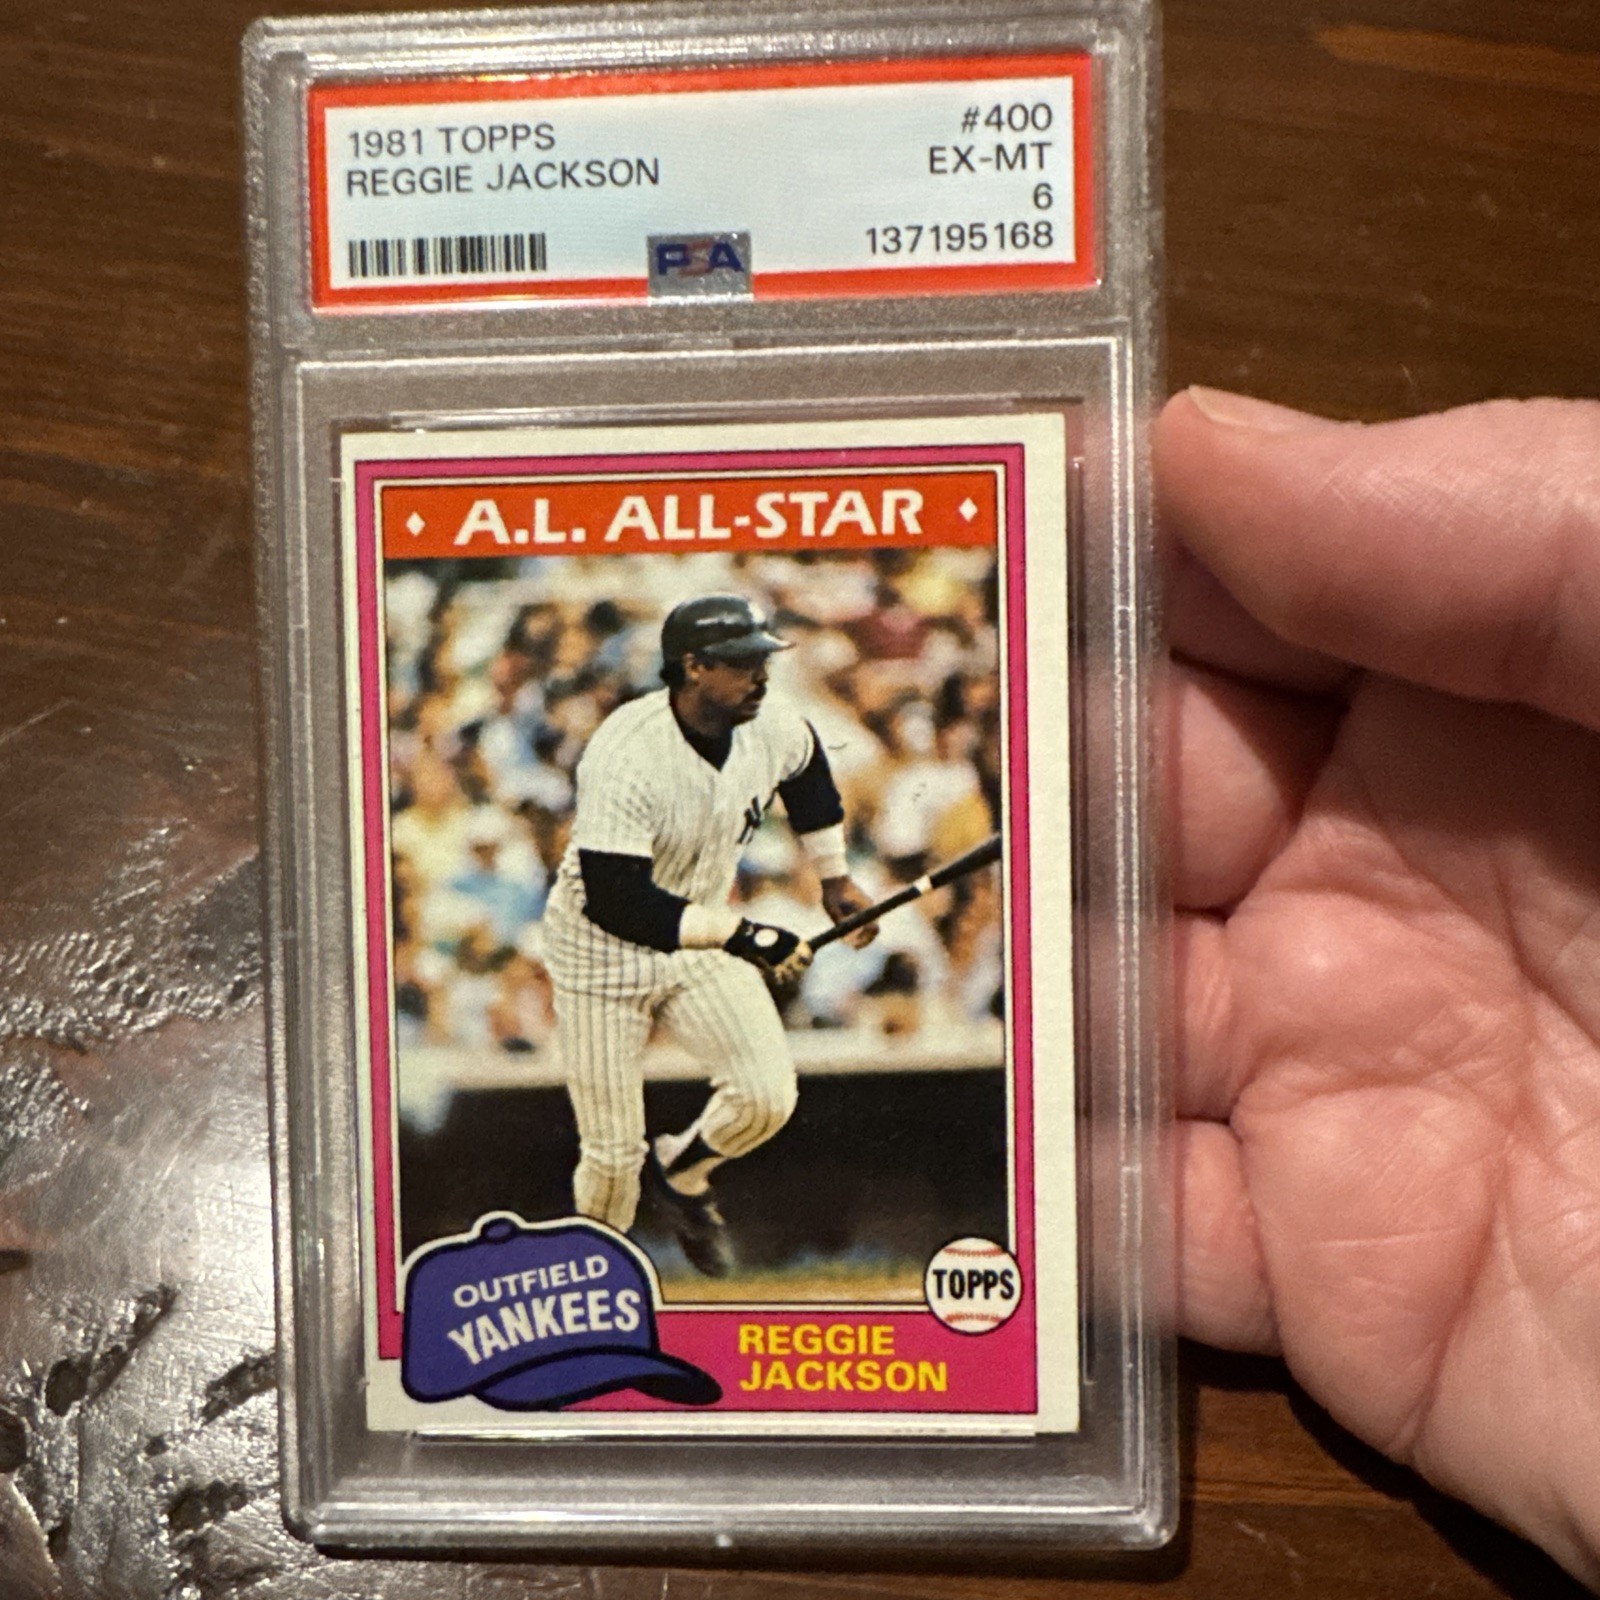 1981 TOPPS
REGGIE JACKSON
#400
EX-MT
6
137195168
PSA
A.L. ALL-STAR
OUTFIELD
YANKEES
TOPPS
REGGIE
JACKSON